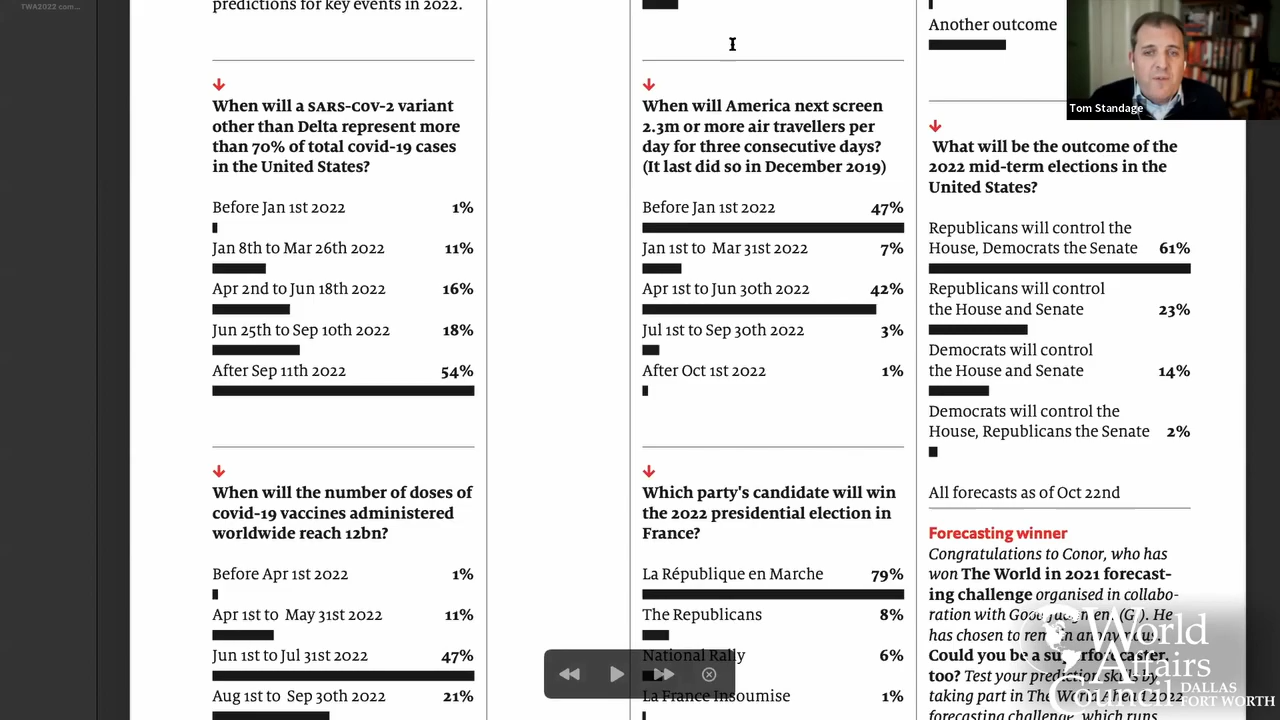 TWA2022 com...
predictions for key events in 2022.
When will a SARS-COV-2 variant
other than Delta represent more
than 70% of total covid-19 cases
in the United States?
Before Jan 1st 2022 1%
Jan 8th to Mar 26th 2022 11%
Apr 2nd to Jun 18th 2022 16%
Jun 25th to Sep 10th 2022 18%
After Sep 11th 2022 54%
When will the number of doses of
covid-19 vaccines administered
worldwide reach 12bn?
Before Apr 1st 2022 1%
Apr 1st to May 31st 2022 11%
Jun 1st to Jul 31st 2022 47%
Aug 1st to Sep 30th 2022 21%
When will America next screen
2.3m or more air travellers per
day for three consecutive days?
(It last did so in December 2019)
Before Jan 1st 2022 47%
Jan 1st to Mar 31st 2022 7%
Apr 1st to Jun 30th 2022 42%
Jul 1st to Sep 30th 2022 3%
After Oct 1st 2022 1%
Which party's candidate will win
the 2022 presidential election in
France?
La République en Marche 79%
The Republicans 8%
National Rally 6%
La France Insoumise 1%
Another outcome
Tom Standage
What will be the outcome of the
2022 mid-term elections in the
United States?
Republicans will control the
House, Democrats the Senate 61%
Republicans will control
the House and Senate 23%
Democrats will control
the House and Senate 14%
Democrats will control the
House, Republicans the Senate 2%
All forecasts as of Oct 22nd
Forecasting winner
Congratulations to Conor, who has
won The World in 2021 forecast-
ing challenge organised in collabo-
ration with Good Judgment (GJ). He
has chosen to remain anonymous.
Could you be a superforecaster,
too? Test your prediction skills by
taking part in The World Ahead 2022
forecasting challenge, which runs
World
Affairs
Council DALLAS
FORT WORTH